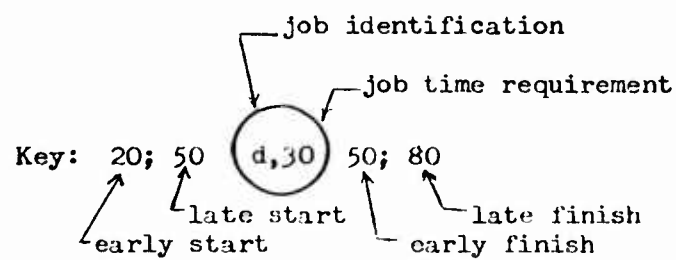 job identification
job time requirement
Key: 20; 50 d,30 50; 80
late start late finish
early start early finish